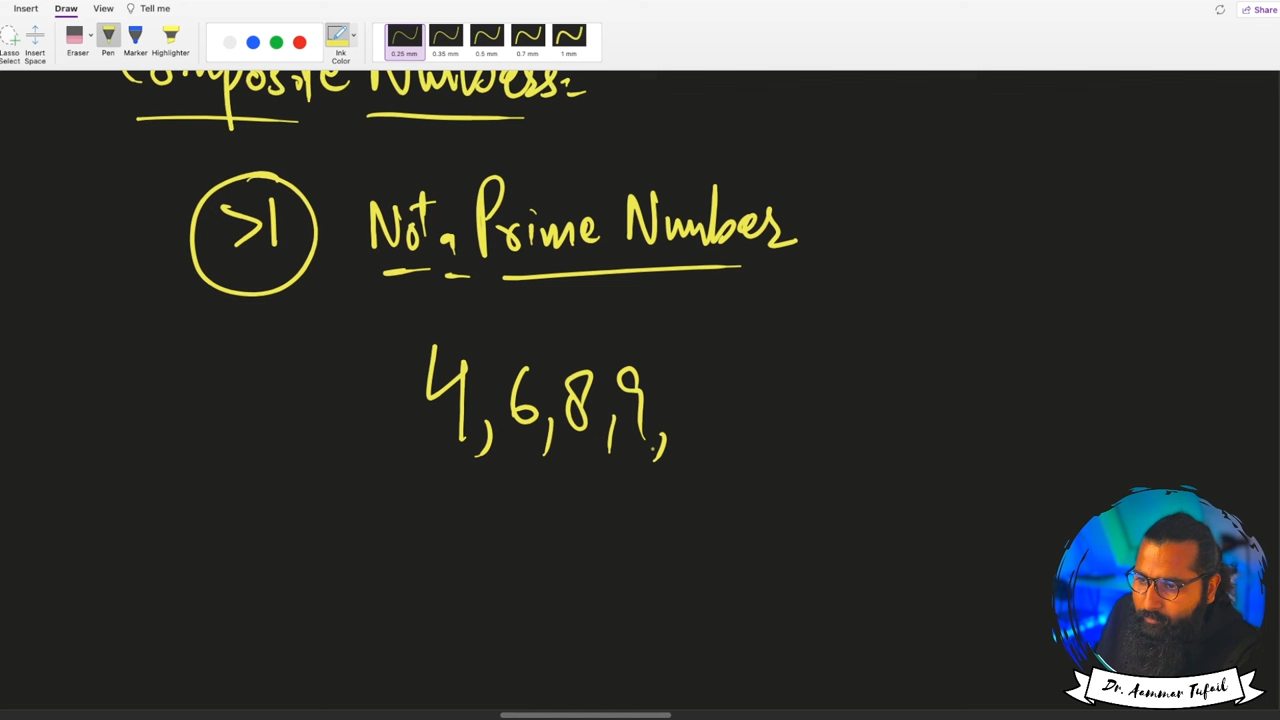 Insert Draw View Tell me
Share
Lasso Select
Insert Space
Eraser
Pen
Marker
Highlighter
Ink Color
0.25 mm
0.35 mm
0.5 mm
0.7 mm
1 mm
Composite Numbers:-
>1 Not a Prime Number
4, 6, 8, 9,
Dr. Aammar Tufail